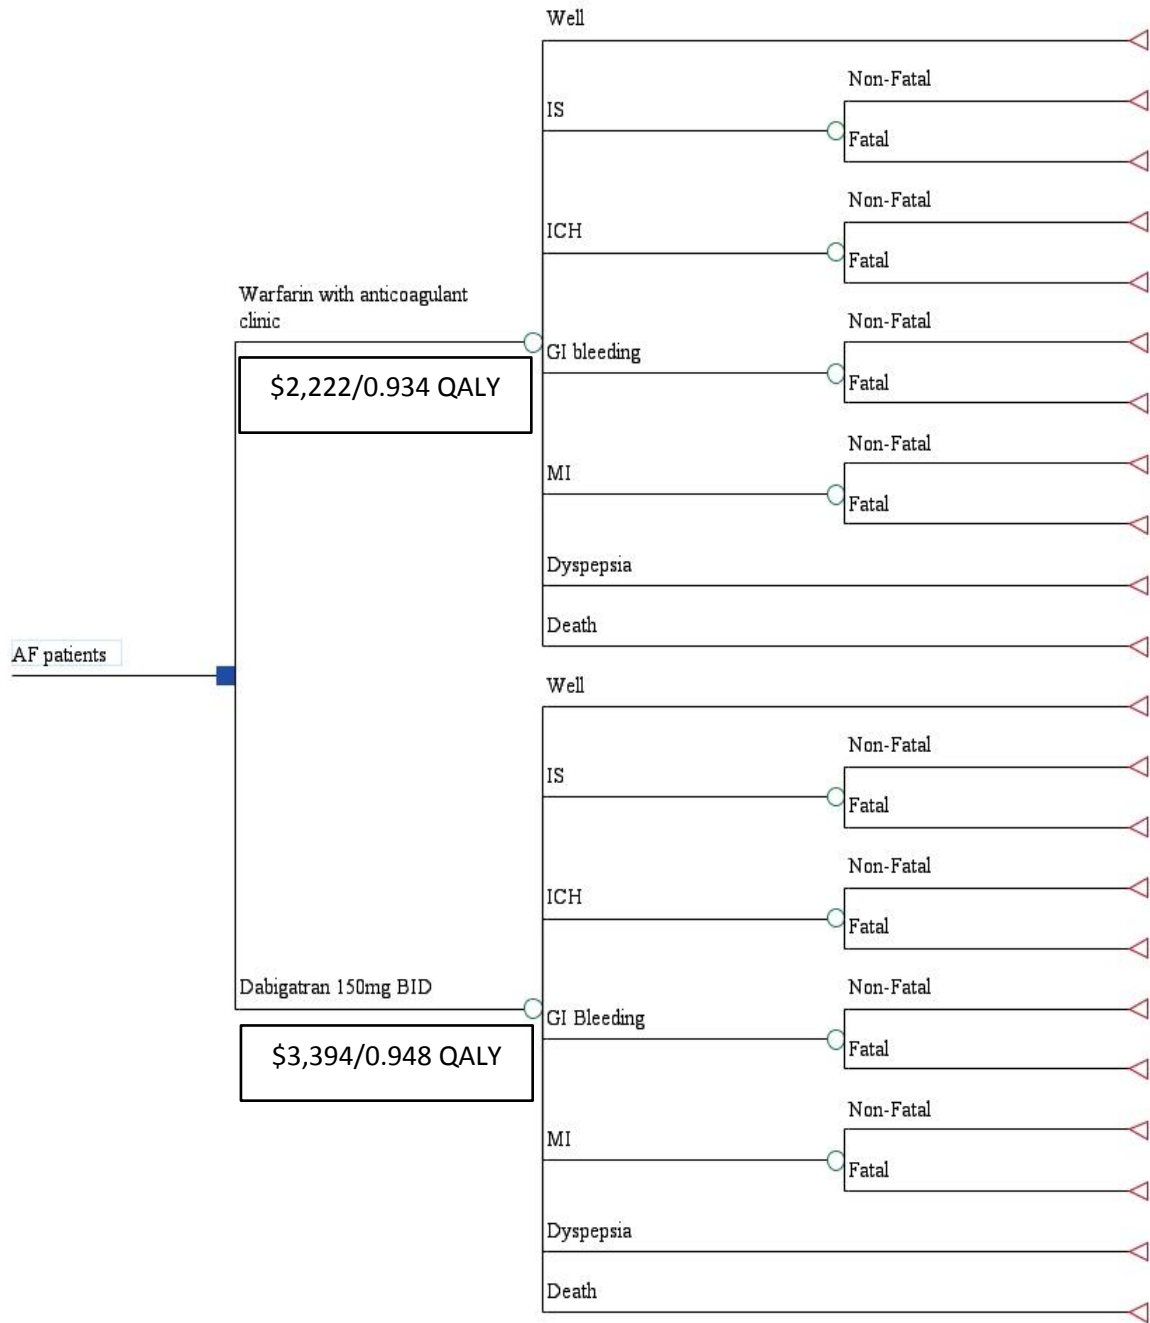 Well
Non-Fatal
IS
Fatal
Non-Fatal
ICH
Fatal
Warfarin with anticoagulant
clinic
Non-Fatal
GI bleeding
Fatal
$2,222/0.934 QALY
Non-Fatal
MI
Fatal
Dyspepsia
Death
AF patients
Well
Non-Fatal
IS
Fatal
Non-Fatal
ICH
Fatal
Dabigatran 150mg BID
Non-Fatal
GI Bleeding
Fatal
$3,394/0.948 QALY
Non-Fatal
MI
Fatal
Dyspepsia
Death